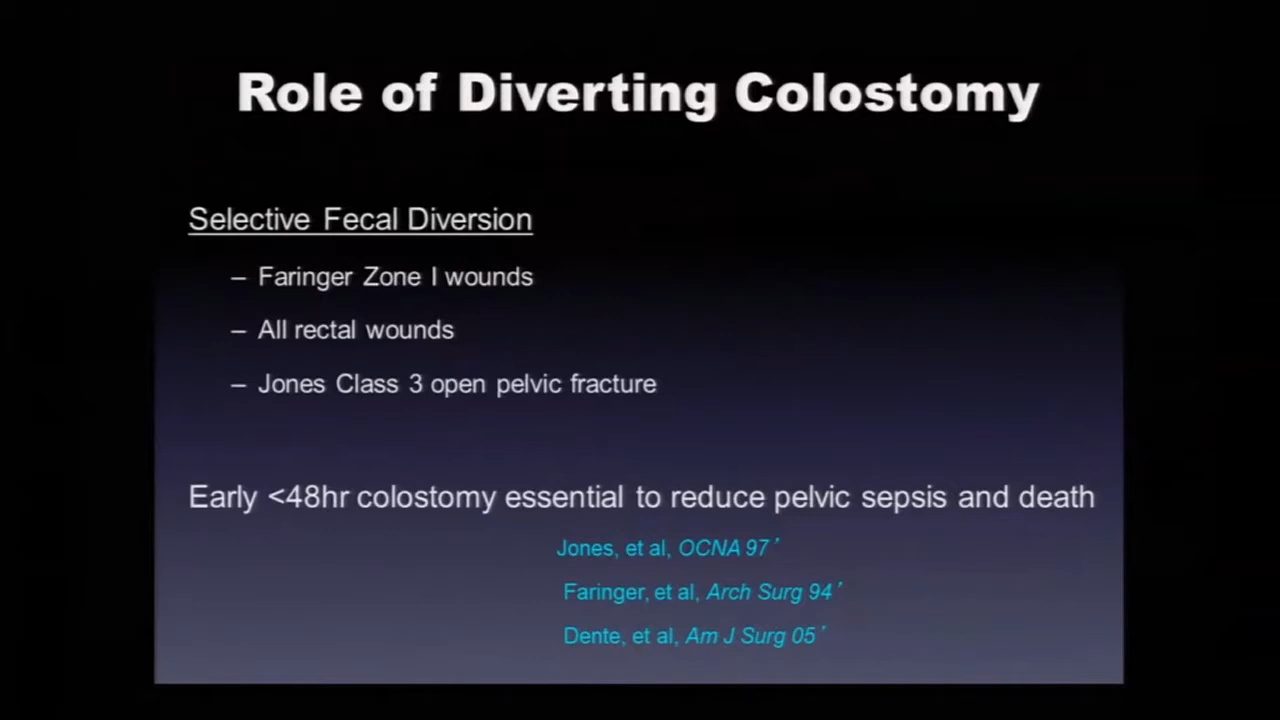 Role of Diverting Colostomy
Selective Fecal Diversion
– Faringer Zone I wounds
– All rectal wounds
– Jones Class 3 open pelvic fracture
Early <48hr colostomy essential to reduce pelvic sepsis and death
Jones, et al, OCNA 97’
Faringer, et al, Arch Surg 94’
Dente, et al, Am J Surg 05’